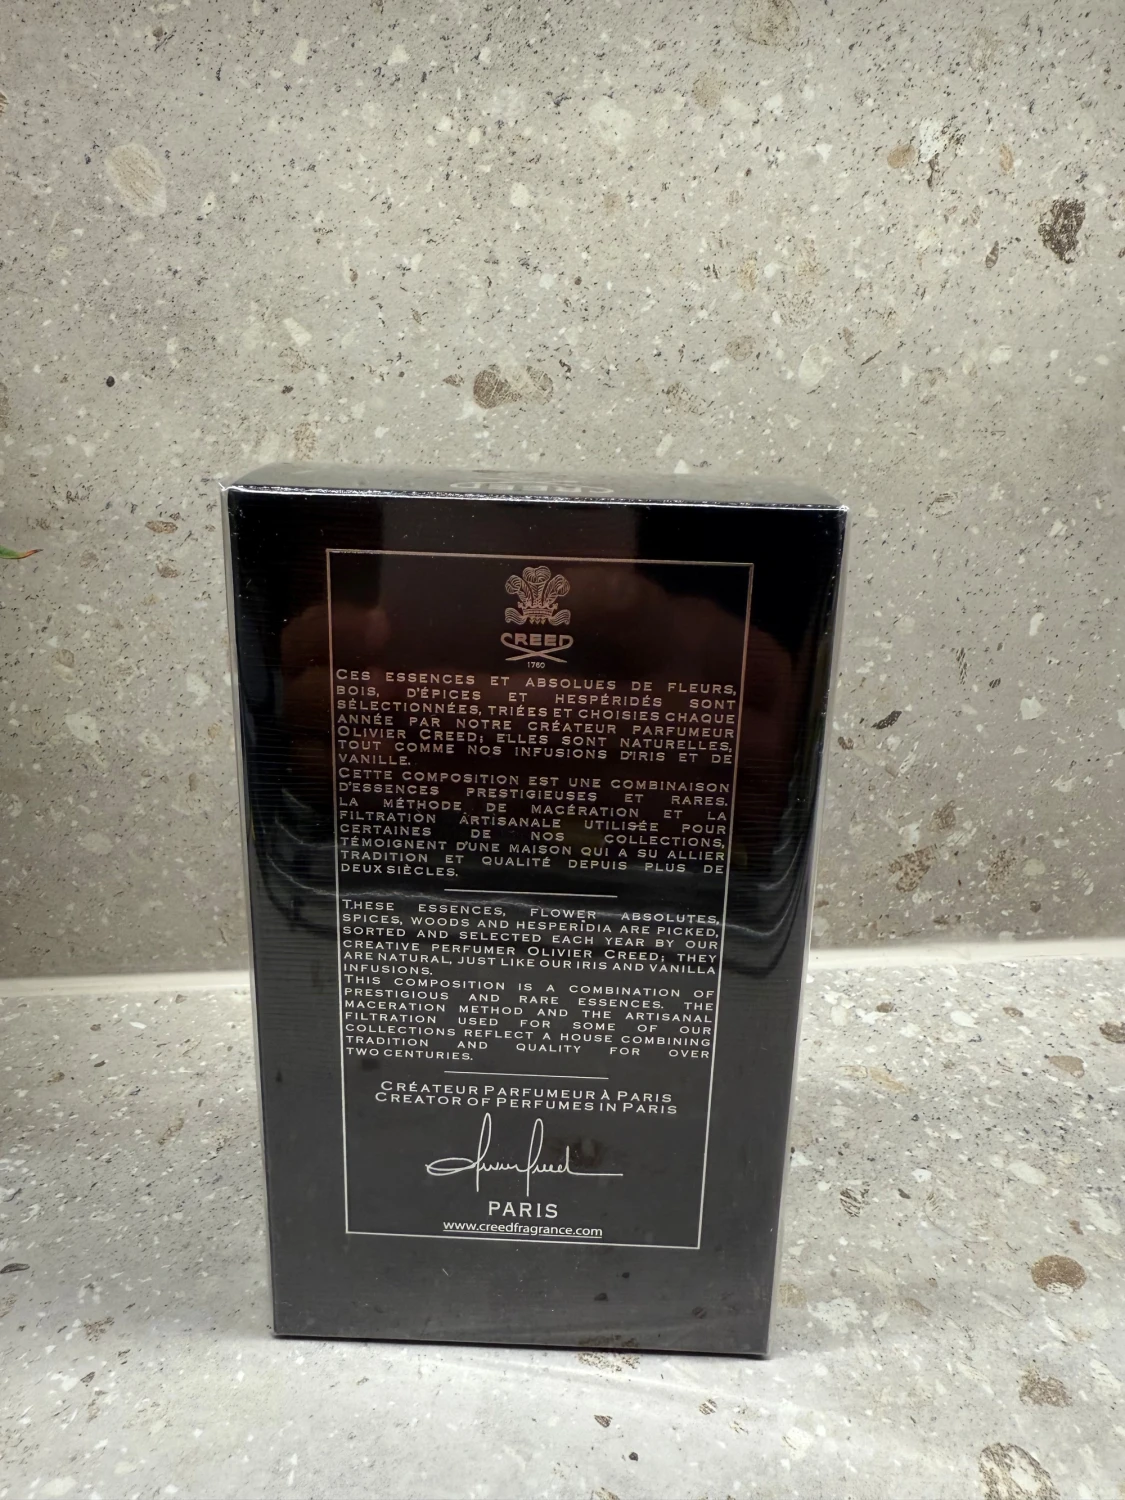 CREED
1760
CES ESSENCES ET ABSOLUES DE FLEURS,
BOIS, D'ÉPICES ET HESPÉRIDÉS SONT
SÉLECTIONNÉES, TRIÉES ET CHOISIES CHAQUE
ANNÉE PAR NOTRE CRÉATEUR PARFUMEUR
OLIVIER CREED; ELLES SONT NATURELLES,
TOUT COMME NOS INFUSIONS D'IRIS ET DE
VANILLE.
CETTE COMPOSITION EST UNE COMBINAISON
D'ESSENCES PRESTIGIEUSES ET RARES.
LA MÉTHODE DE MACÉRATION ET LA
FILTRATION ARTISANALE UTILISÉE POUR
CERTAINES DE NOS COLLECTIONS,
TÉMOIGNENT D'UNE MAISON QUI A SU ALLIER
TRADITION ET QUALITÉ DEPUIS PLUS DE
DEUX SIÈCLES.
THESE ESSENCES, FLOWER ABSOLUTES,
SPICES, WOODS AND HESPERÏDIA ARE PICKED,
SORTED AND SELECTED EACH YEAR BY OUR
CREATIVE PERFUMER OLIVIER CREED; THEY
ARE NATURAL, JUST LIKE OUR IRIS AND VANILLA
INFUSIONS.
THIS COMPOSITION IS A COMBINATION OF
PRESTIGIOUS AND RARE ESSENCES. THE
MACERATION METHOD AND THE ARTISANAL
FILTRATION USED FOR SOME OF OUR
COLLECTIONS REFLECT A HOUSE COMBINING
TRADITION AND QUALITY FOR OVER
TWO CENTURIES.
CRÉATEUR PARFUMEUR À PARIS
CREATOR OF PERFUMES IN PARIS
PARIS
www.creedfragrance.com